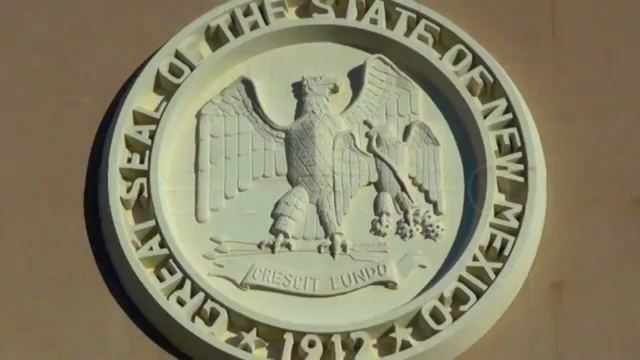 GREAT SEAL OF THE STATE OF NEW MEXICO
CRESCIT EUNDO
1912